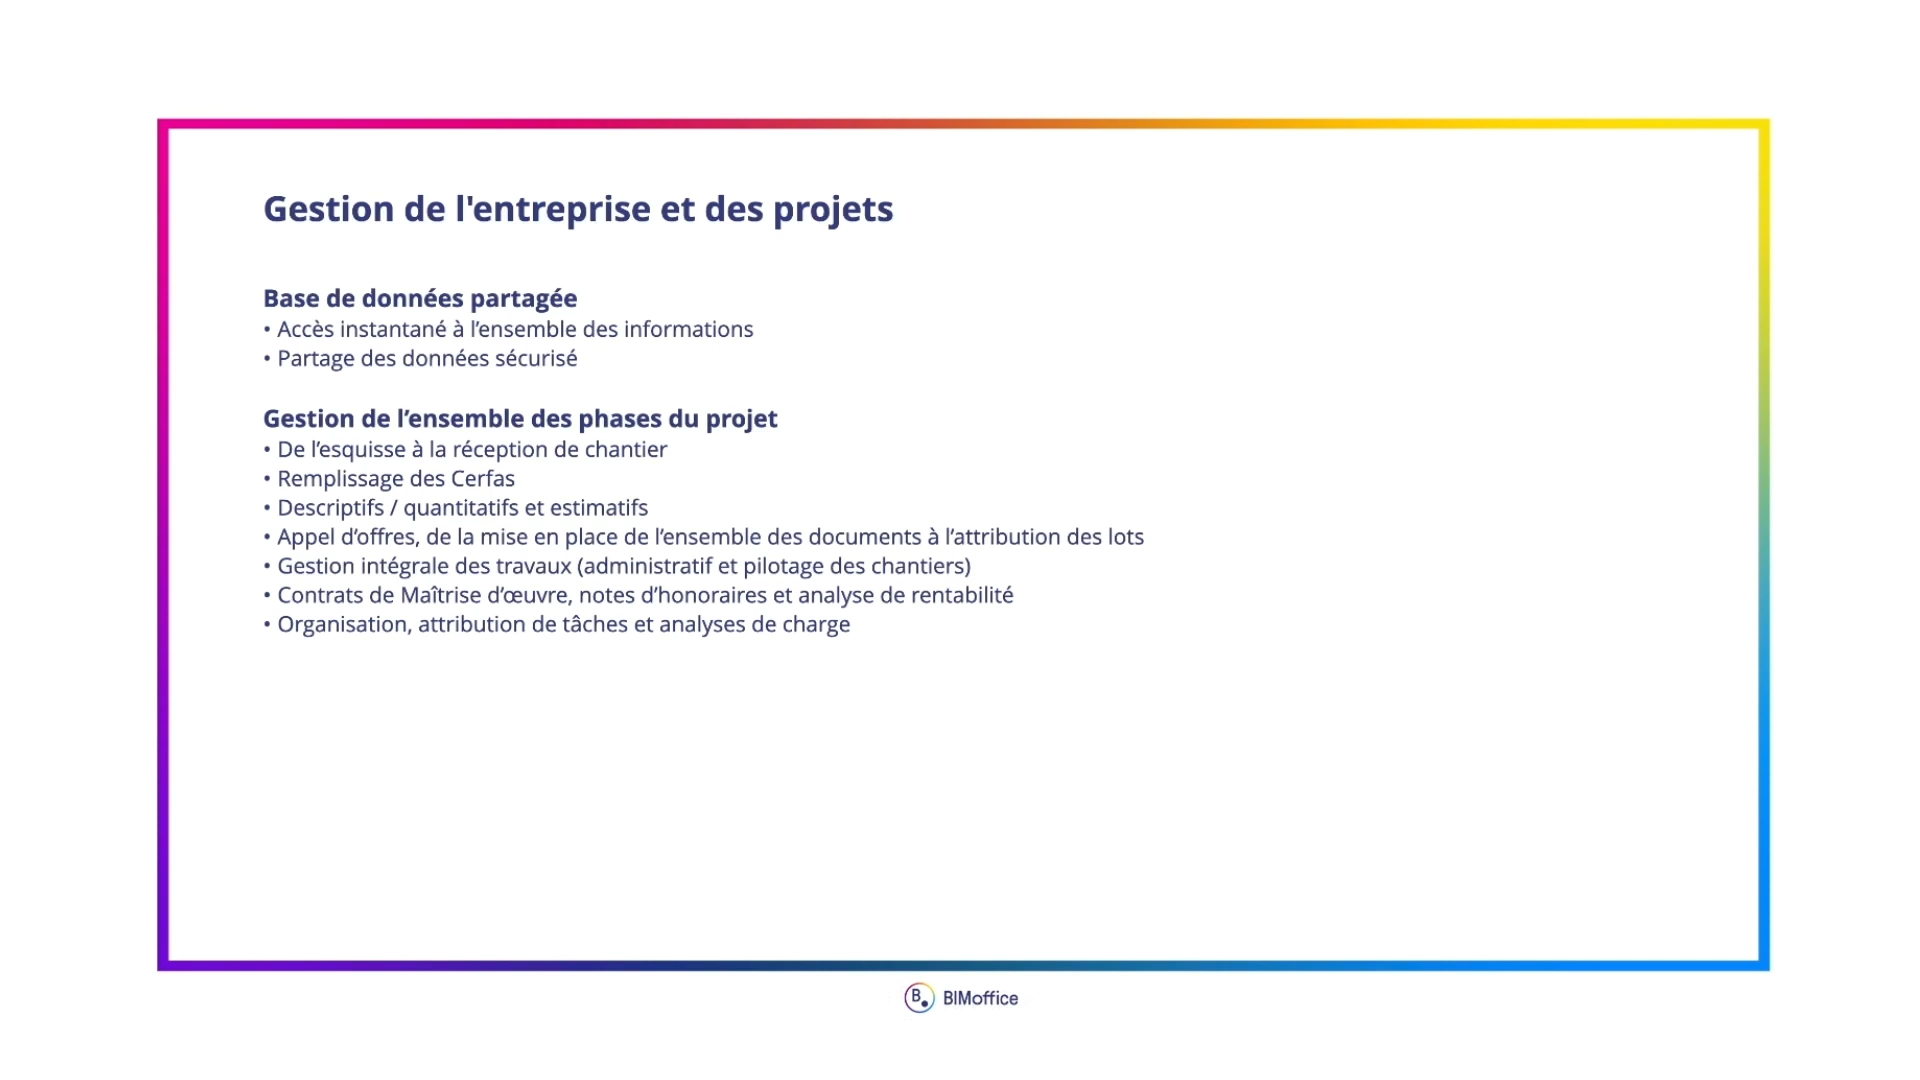 Gestion de l'entreprise et des projets
Base de données partagée
• Accès instantané à l’ensemble des informations
• Partage des données sécurisé
Gestion de l’ensemble des phases du projet
• De l’esquisse à la réception de chantier
• Remplissage des Cerfas
• Descriptifs / quantitatifs et estimatifs
• Appel d’offres, de la mise en place de l’ensemble des documents à l’attribution des lots
• Gestion intégrale des travaux (administratif et pilotage des chantiers)
• Contrats de Maîtrise d’œuvre, notes d’honoraires et analyse de rentabilité
• Organisation, attribution de tâches et analyses de charge
B. BIMoffice